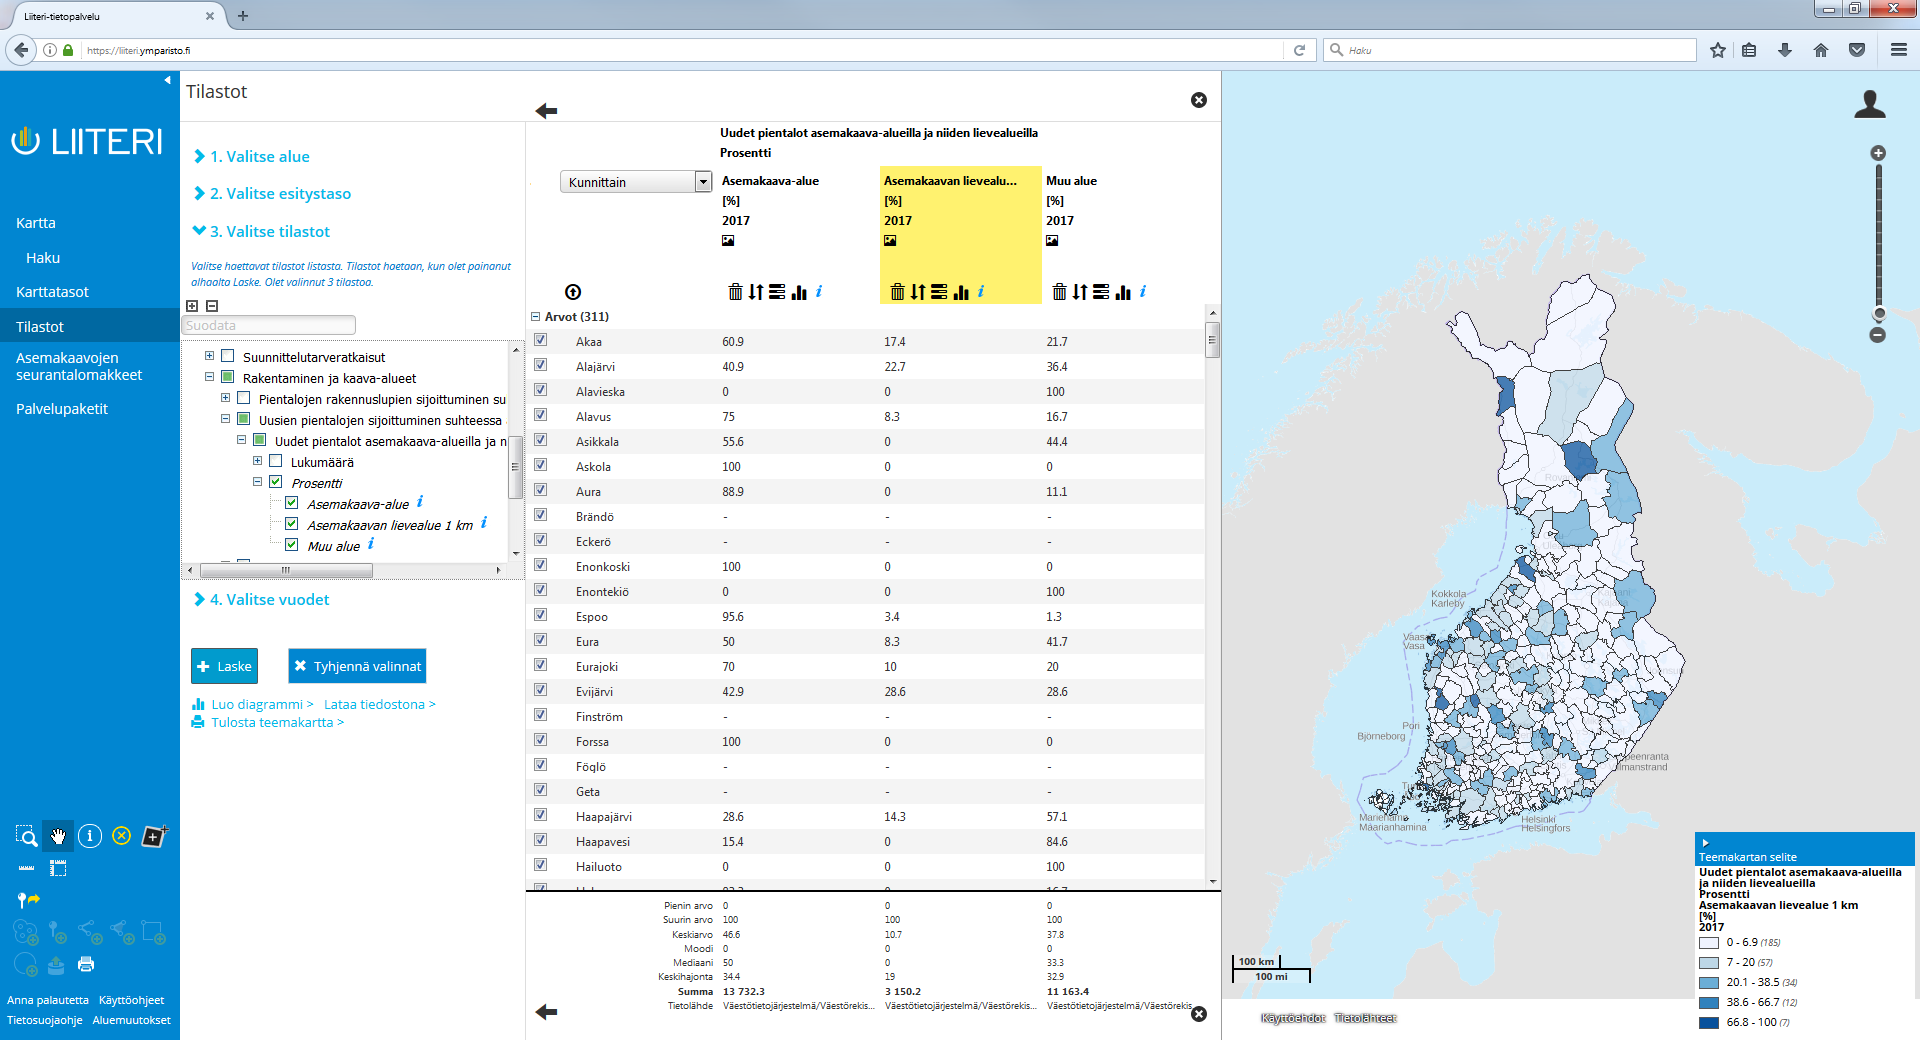 Liiteri-tietopalvelu
https://liiteri.ymparisto.fi
Haku
LIITERI
Kartta
Haku
Karttatasot
Tilastot
Asemakaavojen
seurantalomakkeet
Palvelupaketit
Anna palautetta Käyttöohjeet
Tietosuojaohje Aluemuutokset
Tilastot
1. Valitse alue
2. Valitse esitystaso
3. Valitse tilastot
Valitse haettavat tilastot listasta. Tilastot haetaan, kun olet painanut
alhaalta Laske. Olet valinnut 3 tilastoa.
Suodata
Suunnittelutarveratkaisut
Rakentaminen ja kaava-alueet
Pientalojen rakennuslupien sijoittuminen su
Uusien pientalojen sijoittuminen suhteessa
Uudet pientalot asemakaava-alueilla ja n
Lukumäärä
Prosentti
Asemakaava-alue i
Asemakaavan lievealue 1 km i
Muu alue i
4. Valitse vuodet
Laske
Tyhjennä valinnat
Luo diagrammi > Lataa tiedostona >
Tulosta teemakartta >
Uudet pientalot asemakaava-alueilla ja niiden lievealueilla
Prosentti
Kunnittain
Asemakaava-alue Asemakaavan lievealu... Muu alue
[%] [%] [%]
2017 2017 2017
Arvot (311)
Akaa 60.9 17.4 21.7
Alajärvi 40.9 22.7 36.4
Alavieska 0 0 100
Alavus 75 8.3 16.7
Asikkala 55.6 0 44.4
Askola 100 0 0
Aura 88.9 0 11.1
Brändö - - -
Eckerö - - -
Enonkoski 100 0 0
Enontekiö 0 0 100
Espoo 95.6 3.4 1.3
Eura 50 8.3 41.7
Eurajoki 70 10 20
Evijärvi 42.9 28.6 28.6
Finström - - -
Forssa 100 0 0
Föglö - - -
Geta - - -
Haapajärvi 28.6 14.3 57.1
Haapavesi 15.4 0 84.6
Hailuoto 0 0 100
Pienin arvo 0 0 0
Suurin arvo 100 100 100
Keskiarvo 46.6 10.7 37.8
Moodi 0 0 0
Mediaani 50 0 33.3
Keskihajonta 34.4 19 32.9
Summa 13 732.3 3 150.2 11 163.4
Tietolähde Väestötietojärjestelmä/Väestörekis... Väestötietojärjestelmä/Väestörekis... Väestötietojärjestelmä/Väestörekis...
Kokkola
Karleby
Vaasa
Vasa
Pori
Björneborg
Mariehamn
Maarianhamina
Helsinki
Helsingfors
100 km
100 mi
Käyttöehdot Tietolähteet
Teemakartan selite
Uudet pientalot asemakaava-alueilla
ja niiden lievealueilla
Prosentti
Asemakaavan lievealue 1 km
[%]
2017
0 - 6.9 (185)
7 - 20 (57)
20.1 - 38.5 (34)
38.6 - 66.7 (12)
66.8 - 100 (7)